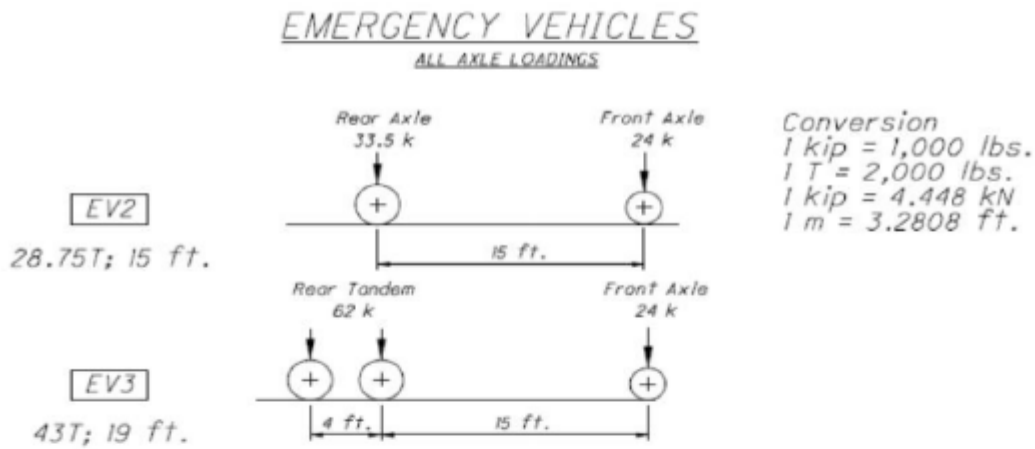 EMERGENCY VEHICLES
ALL AXLE LOADINGS
Rear Axle
33.5 k
Front Axle
24 k
Conversion
1 kip = 1,000 lbs.
1 T = 2,000 lbs.
1 kip = 4.448 kN
1 m = 3.2808 ft.
EV2
28.75T; 15 ft.
15 ft.
Rear Tandem
62 k
Front Axle
24 k
EV3
43T; 19 ft.
4 ft.
15 ft.